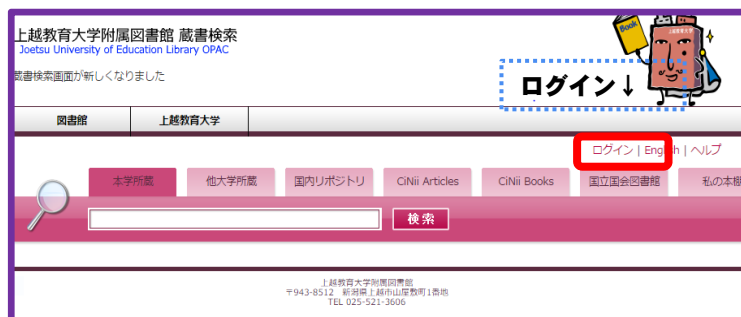 上越教育大学附属図書館 蔵書検索
Joetsu University of Education Library OPAC
蔵書検索画面が新しくなりました
Book
上越教育大学
ログイン↓
図書館 上越教育大学
ログイン | English | ヘルプ
本学所蔵 他大学所蔵 国内リポジトリ CiNii Articles CiNii Books 国立国会図書館 私の本棚
検索
上越教育大学附属図書館
〒943-8512 新潟県上越市山屋敷町1番地
TEL 025-521-3606